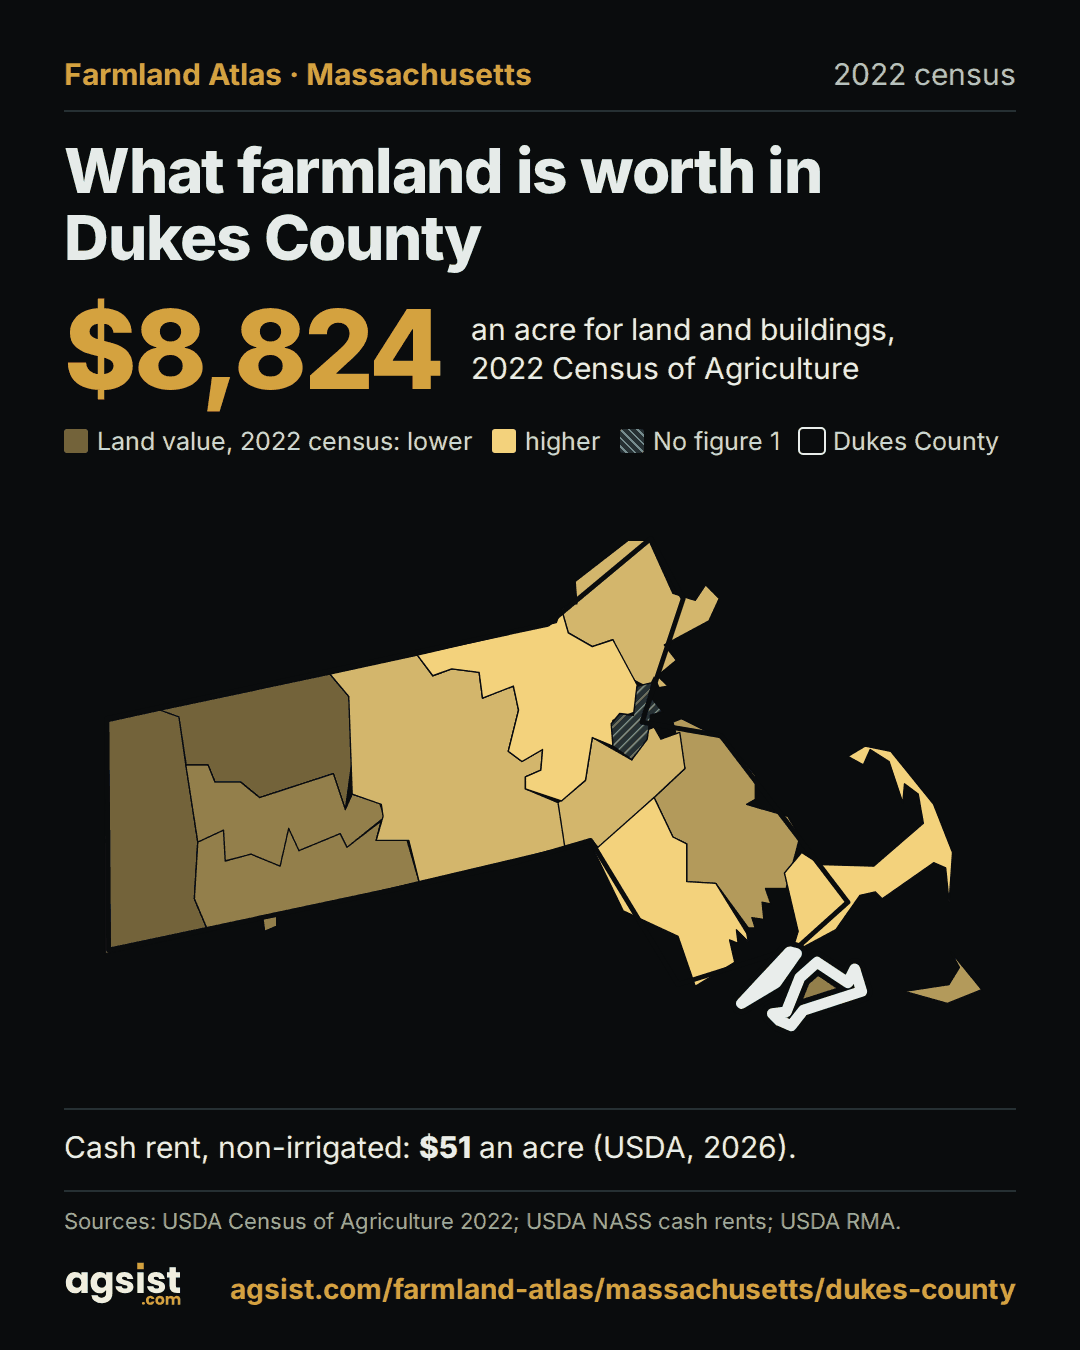 Farmland Atlas · Massachusetts
2022 census
What farmland is worth in
Dukes County
$8,824
an acre for land and buildings,
2022 Census of Agriculture
Land value, 2022 census: lower
higher
No figure 1
Dukes County
Cash rent, non-irrigated: $51 an acre (USDA, 2026).
Sources: USDA Census of Agriculture 2022; USDA NASS cash rents; USDA RMA.
agsist
.com
agsist.com/farmland-atlas/massachusetts/dukes-county